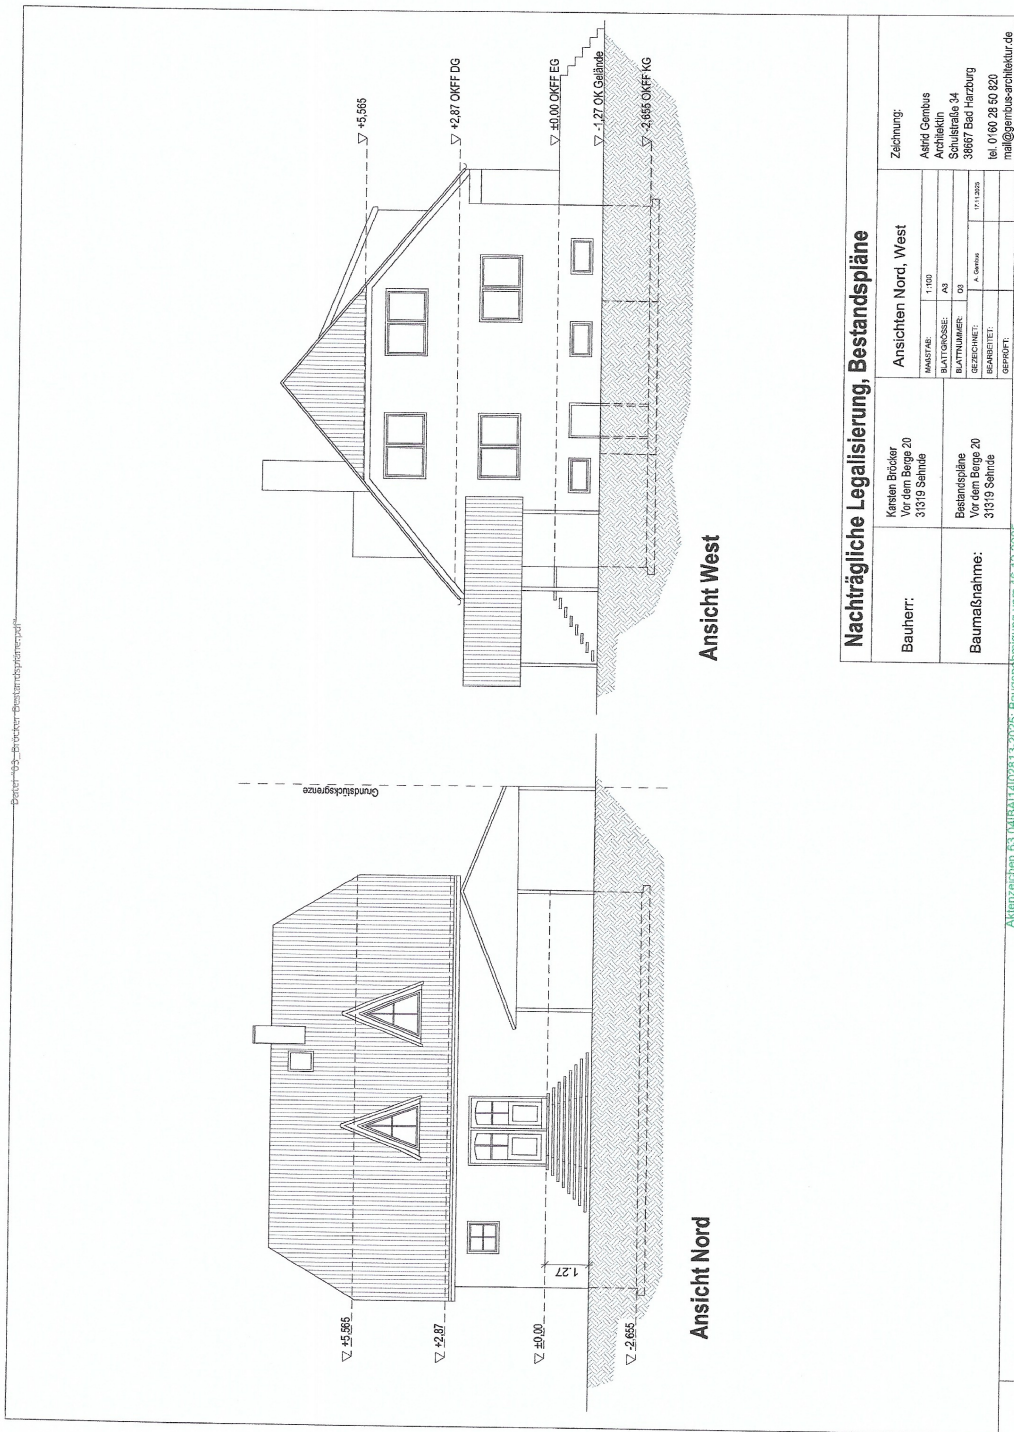 Datei "03_Bröcker Bestandspläne.pdf"
+5,565
+2,87 OKFF DG
±0,00 OKFF EG
-1,27 OK Gelände
-2,655 OKFF KG
Ansicht West
Grundstücksgrenze
+5,565
+2,87
±0,00
-2,655
1.27
Ansicht Nord
Nachträgliche Legalisierung, Bestandspläne
Bauherr:
Karsten Bröcker
Vor dem Berge 20
31319 Sehnde
Baumaßnahme:
Bestandspläne
Vor dem Berge 20
31319 Sehnde
Ansichten Nord, West
MAßSTAB: 1:100
BLATTGRÖSSE: A3
BLATTNUMMER: 03
GEZEICHNET: A. Gembus 17.11.2025
BEARBEITET:
GEPRÜFT:
Zeichnung:
Astrid Gembus
Architektin
Schulstraße 34
38667 Bad Harzburg
tel. 0160 28 50 820
mail@gembus-architektur.de